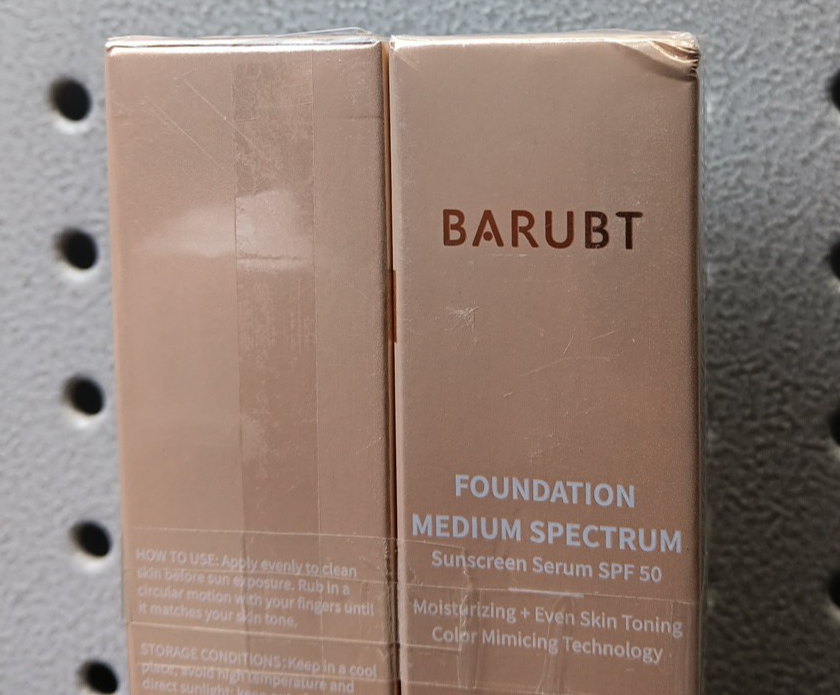 HOW TO USE: Apply evenly to clean
skin before sun exposure. Rub in a
circular motion with your fingers until
it matches your skin tone.
STORAGE CONDITIONS: Keep in a cool
place, avoid high temperature and
direct sunlight; keep
BARUBT
FOUNDATION
MEDIUM SPECTRUM
Sunscreen Serum SPF 50
Moisturizing + Even Skin Toning
Color Mimicing Technology